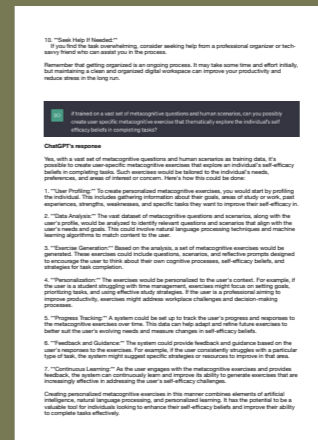 10. **Seek Help If Needed:**
If you find the task overwhelming, consider seeking help from a professional organizer or tech-
savvy friend who can assist you in the process.
Remember that getting organized is an ongoing process. It may take some time and effort initially,
but maintaining a clean and organized digital workspace can improve your productivity and
reduce stress in the long run.
If trained on a vast set of metacognitive questions and human scenarios, can you possibly
create user specific metacognitive exercise that thematically explore the individual's self
efficacy beliefs in completing tasks?
ChatGPT's response
Yes, with a vast set of metacognitive questions and human scenarios as training data, it's
possible to create user-specific metacognitive exercises that explore an individual's self-efficacy
beliefs in completing tasks. Such exercises would be tailored to the individual's needs,
preferences, and areas of interest or concern. Here's how this could be done:
1. **User Profiling:** To create personalized metacognitive exercises, you would start by profiling
the individual. This includes gathering information about their goals, areas of study or work, past
experiences, strengths, weaknesses, and specific tasks they want to improve their self-efficacy in.
2. **Data Analysis:** The vast dataset of metacognitive questions and scenarios, along with the
user's profile, would be analyzed to identify relevant questions and scenarios that align with the
user's needs and goals. This could involve natural language processing techniques and machine
learning algorithms to match content to the user.
3. **Exercise Generation:** Based on the analysis, a set of metacognitive exercises would be
generated. These exercises could include questions, scenarios, and reflective prompts designed
to encourage the user to think about their own cognitive processes, self-efficacy beliefs, and
strategies for task completion.
4. **Personalization:** The exercises would be personalized to the user's context. For example, if
the user is a student struggling with time management, exercises might focus on setting goals,
prioritizing tasks, and using effective study strategies. If the user is a professional aiming to
improve productivity, exercises might address workplace challenges and decision-making
processes.
5. **Progress Tracking:** A system could be set up to track the user's progress and responses to
the metacognitive exercises over time. This data can help adapt and refine future exercises to
better suit the user's evolving needs and measure changes in self-efficacy beliefs.
6. **Feedback and Guidance:** The system could provide feedback and guidance based on the
user's responses to the exercises. For example, if the user consistently struggles with a particular
type of task, the system might suggest specific strategies or resources to improve in that area.
7. **Continuous Learning:** As the user engages with the metacognitive exercises and provides
feedback, the system can continuously learn and improve its ability to generate exercises that are
increasingly effective in addressing the user's self-efficacy challenges.
Creating personalized metacognitive exercises in this manner combines elements of artificial
intelligence, natural language processing, and personalized learning. It has the potential to be a
valuable tool for individuals looking to enhance their self-efficacy beliefs and improve their ability
to complete tasks effectively.